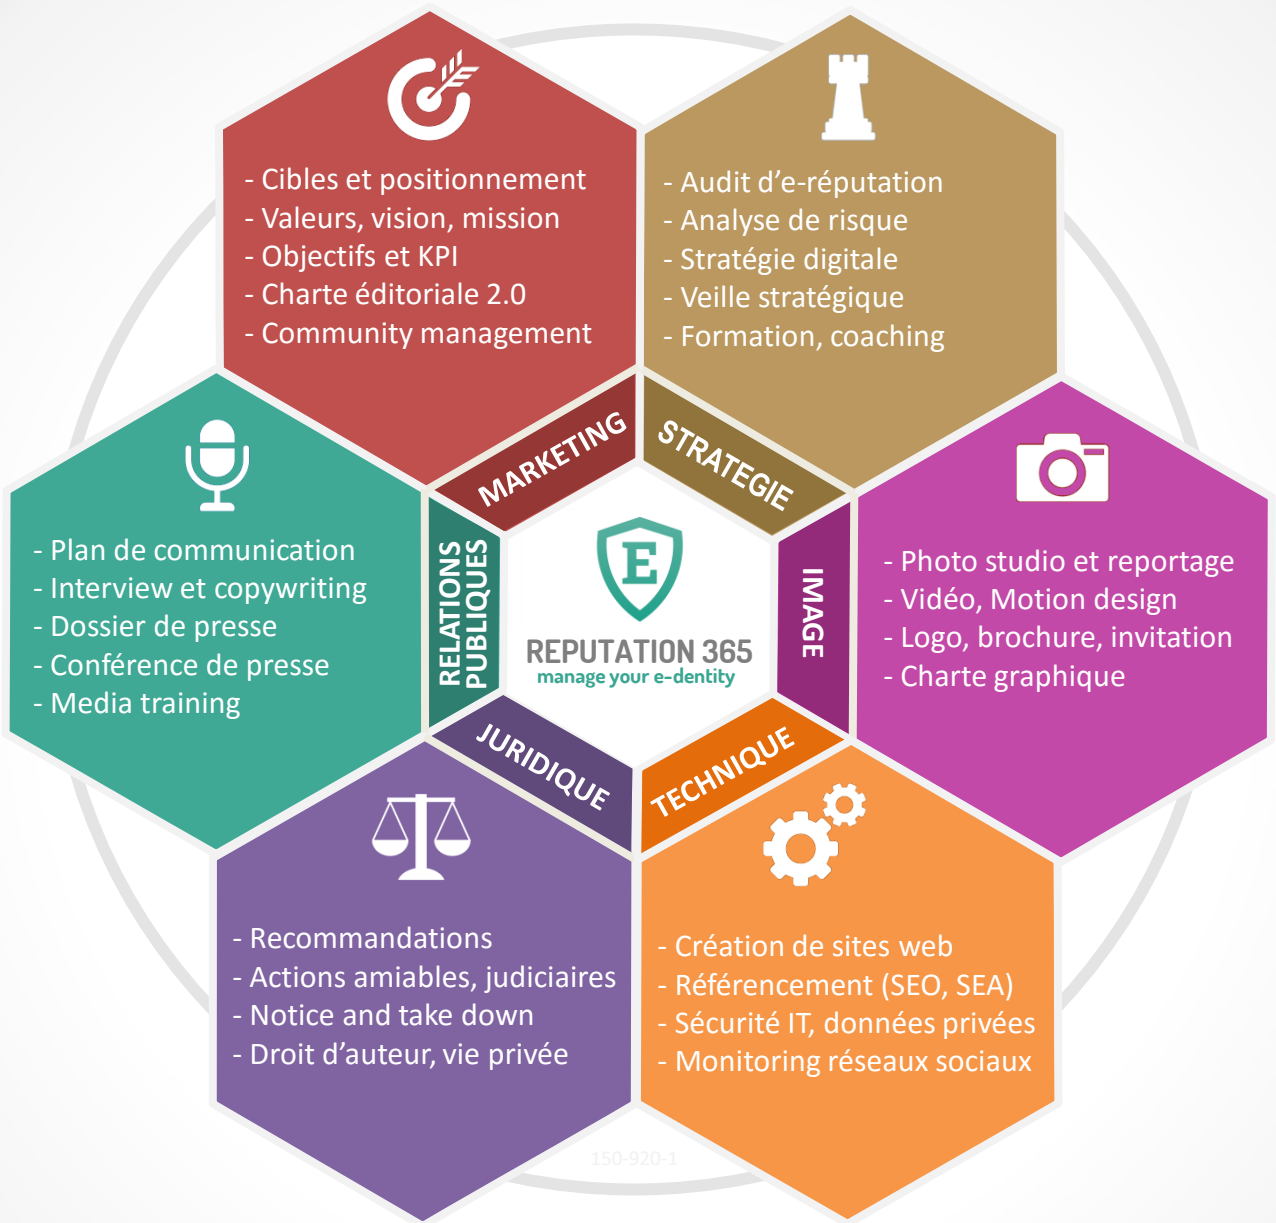 - Cibles et positionnement
- Valeurs, vision, mission
- Objectifs et KPI
- Charte éditoriale 2.0
- Community management
MARKETING
- Audit d’e-réputation
- Analyse de risque
- Stratégie digitale
- Veille stratégique
- Formation, coaching
STRATEGIE
- Plan de communication
- Interview et copywriting
- Dossier de presse
- Conférence de presse
- Media training
RELATIONS
PUBLIQUES
E
REPUTATION 365
manage your e-dentity
IMAGE
- Photo studio et reportage
- Vidéo, Motion design
- Logo, brochure, invitation
- Charte graphique
JURIDIQUE
- Recommandations
- Actions amiables, judiciaires
- Notice and take down
- Droit d’auteur, vie privée
TECHNIQUE
- Création de sites web
- Référencement (SEO, SEA)
- Sécurité IT, données privées
- Monitoring réseaux sociaux
150-920-1